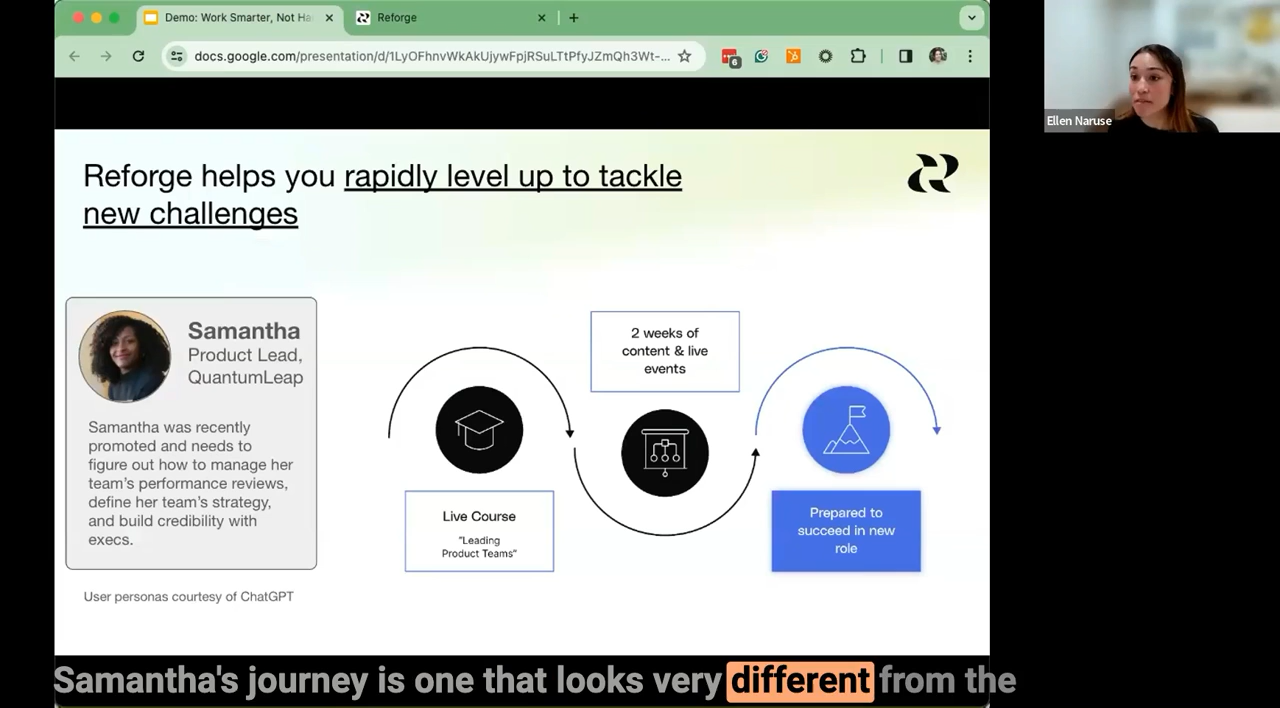 Demo: Work Smarter, Not Ha
Reforge
docs.google.com/presentation/d/1LyOFhnvWkAkUjywFpjRSuLTtPfyJZmQh3Wt-...
6
Ellen Naruse
Reforge helps you rapidly level up to tackle
new challenges
Samantha
Product Lead,
QuantumLeap
Samantha was recently
promoted and needs to
figure out how to manage her
team's performance reviews,
define her team's strategy,
and build credibility with
execs.
User personas courtesy of ChatGPT
Live Course
"Leading
Product Teams"
2 weeks of
content & live
events
Prepared to
succeed in new
role
Samantha's journey is one that looks very different from the